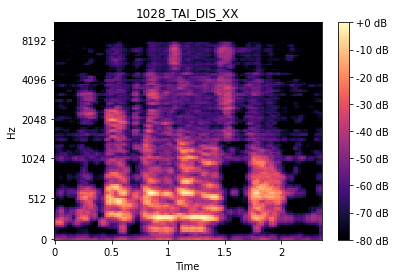 1028_TAI_DIS_XX
+0 dB
8192
-10 dB
4096
-20 dB
-30 dB
2048
Hz
-40 dB
1024
-50 dB
512
-60 dB
-70 dB
0
-80 dB
0 0.5 1 1.5 2
Time